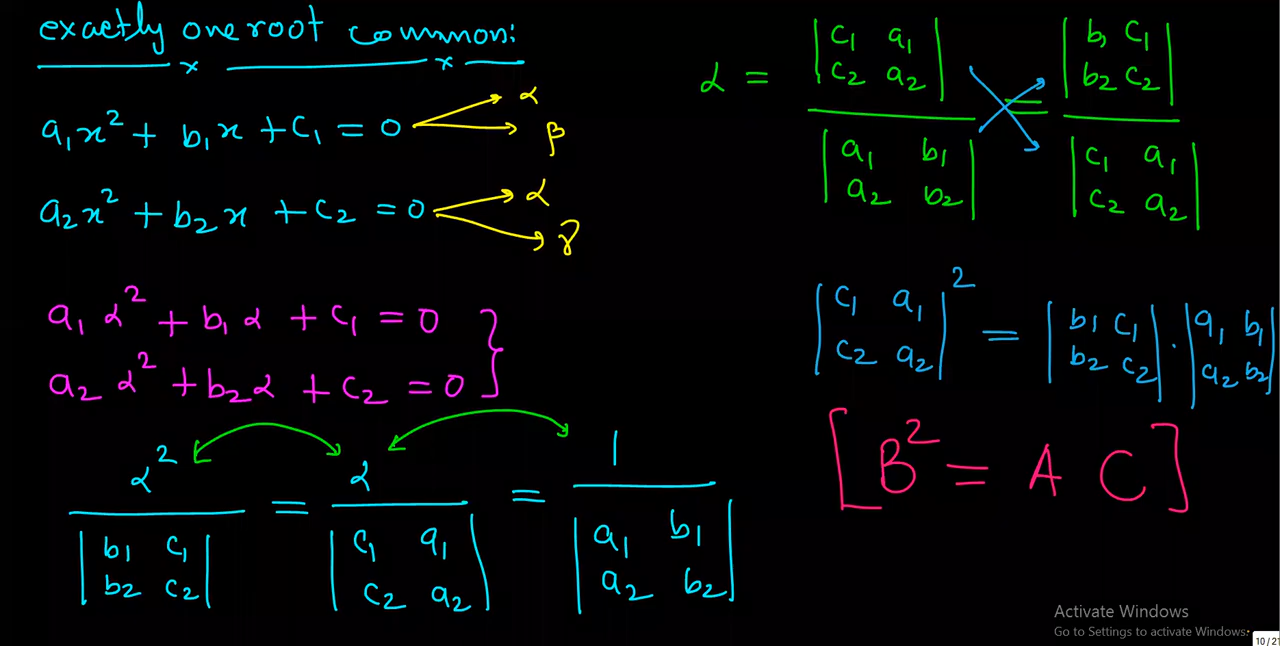 exactly one root common:
a₁x² + b₁x + c₁ = 0
α
β
a₂x² + b₂x + c₂ = 0
α
γ
a₁α² + b₁α + c₁ = 0
a₂α² + b₂α + c₂ = 0 }
α² / |b₁ c₁; b₂ c₂| = α / |c₁ a₁; c₂ a₂| = 1 / |a₁ b₁; a₂ b₂|
α = |c₁ a₁; c₂ a₂| / |a₁ b₁; a₂ b₂| = |b₁ c₁; b₂ c₂| / |c₁ a₁; c₂ a₂|
|c₁ a₁; c₂ a₂|² = |b₁ c₁; b₂ c₂| · |a₁ b₁; a₂ b₂|
[B² = A C]
Activate Windows
Go to Settings to activate Windows.
10 / 21